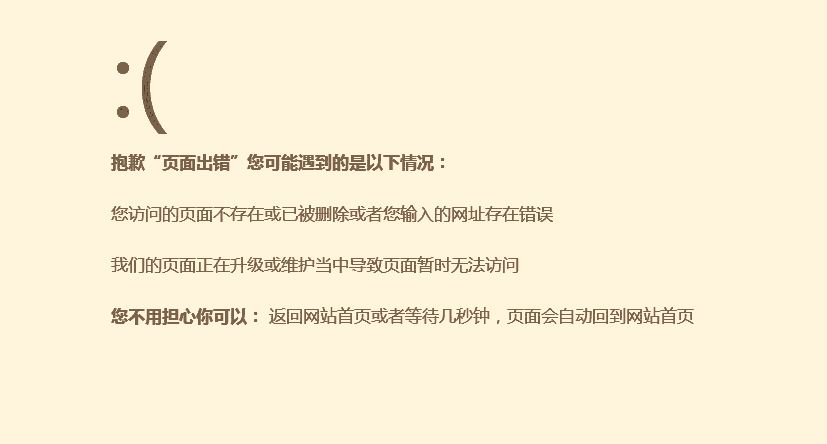 :(
抱歉“页面出错”您可能遇到的是以下情况：
您访问的页面不存在或已被删除或者您输入的网址存在错误
我们的页面正在升级或维护当中导致页面暂时无法访问
您不用担心你可以： 返回网站首页或者等待几秒钟，页面会自动回到网站首页